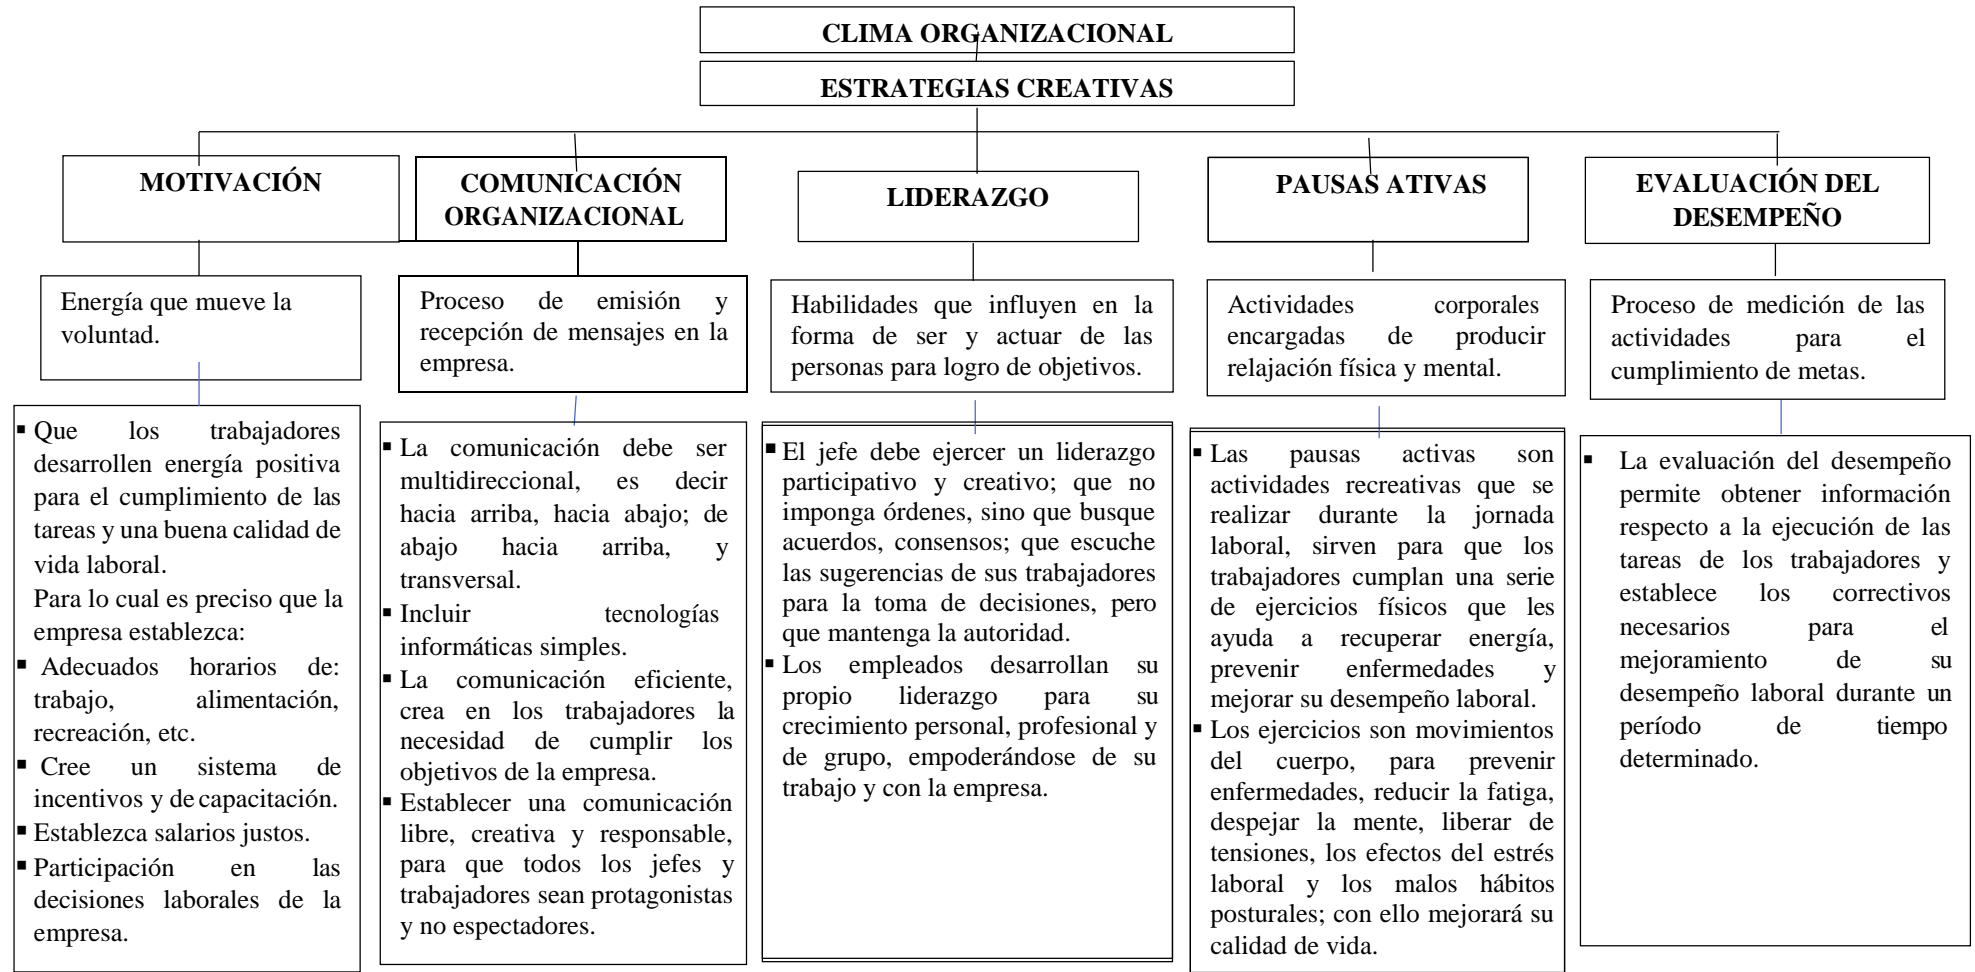 CLIMA ORGANIZACIONAL
ESTRATEGIAS CREATIVAS
MOTIVACIÓN
COMUNICACIÓN
ORGANIZACIONAL
LIDERAZGO
PAUSAS ATIVAS
EVALUACIÓN DEL
DESEMPEÑO
Energía que mueve la
voluntad.
Proceso de emisión y
recepción de mensajes en la
empresa.
Habilidades que influyen en la
forma de ser y actuar de las
personas para logro de objetivos.
Actividades corporales
encargadas de producir
relajación física y mental.
Proceso de medición de las
actividades para el
cumplimiento de metas.
▪ Que los trabajadores
desarrollen energía positiva
para el cumplimiento de las
tareas y una buena calidad de
vida laboral.
Para lo cual es preciso que la
empresa establezca:
▪ Adecuados horarios de:
trabajo, alimentación,
recreación, etc.
▪ Cree un sistema de
incentivos y de capacitación.
▪ Establezca salarios justos.
▪ Participación en las
decisiones laborales de la
empresa.
▪ La comunicación debe ser
multidireccional, es decir
hacia arriba, hacia abajo; de
abajo hacia arriba, y
transversal.
▪ Incluir tecnologías
informáticas simples.
▪ La comunicación eficiente,
crea en los trabajadores la
necesidad de cumplir los
objetivos de la empresa.
▪ Establecer una comunicación
libre, creativa y responsable,
para que todos los jefes y
trabajadores sean protagonistas
y no espectadores.
▪ El jefe debe ejercer un liderazgo
participativo y creativo; que no
imponga órdenes, sino que busque
acuerdos, consensos; que escuche
las sugerencias de sus trabajadores
para la toma de decisiones, pero
que mantenga la autoridad.
▪ Los empleados desarrollan su
propio liderazgo para su
crecimiento personal, profesional y
de grupo, empoderándose de su
trabajo y con la empresa.
▪ Las pausas activas son
actividades recreativas que se
realizar durante la jornada
laboral, sirven para que los
trabajadores cumplan una serie
de ejercicios físicos que les
ayuda a recuperar energía,
prevenir enfermedades y
mejorar su desempeño laboral.
▪ Los ejercicios son movimientos
del cuerpo, para prevenir
enfermedades, reducir la fatiga,
despejar la mente, liberar de
tensiones, los efectos del estrés
laboral y los malos hábitos
posturales; con ello mejorará su
calidad de vida.
▪ La evaluación del desempeño
permite obtener información
respecto a la ejecución de las
tareas de los trabajadores y
establece los correctivos
necesarios para el
mejoramiento de su
desempeño laboral durante un
período de tiempo
determinado.